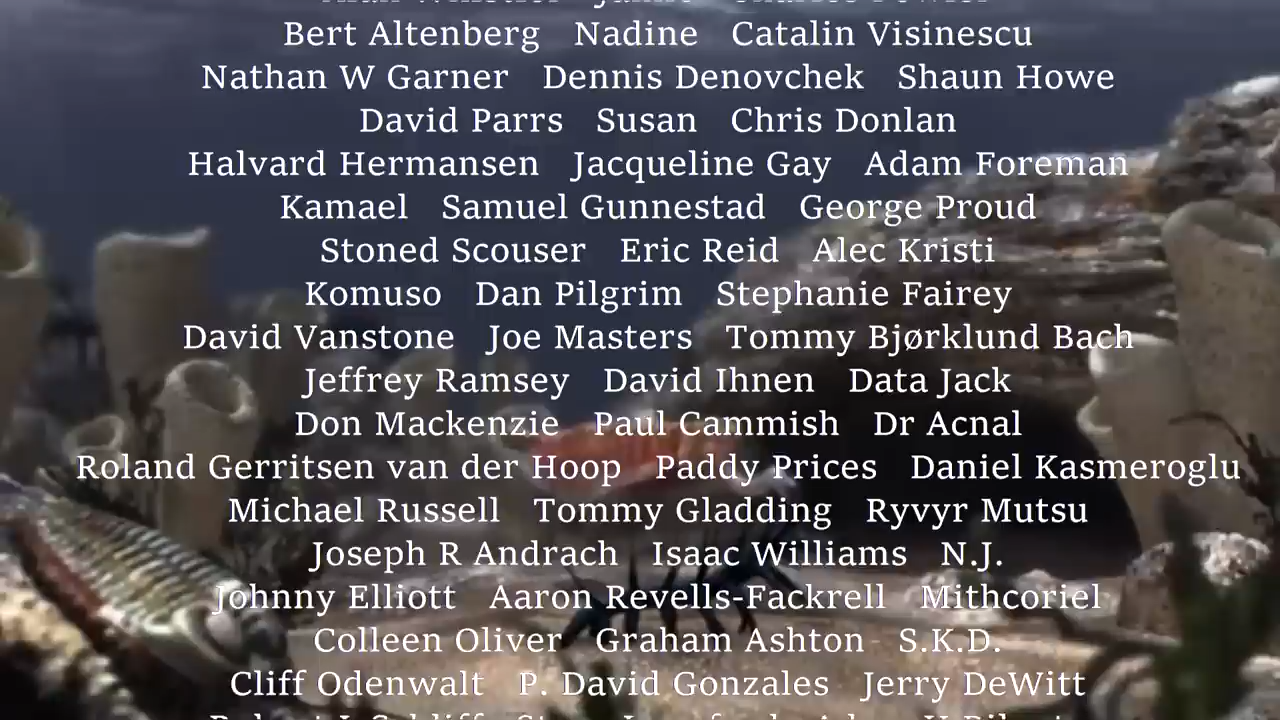 Bert Altenberg Nadine Catalin Visinescu
Nathan W Garner Dennis Denovchek Shaun Howe
David Parrs Susan Chris Donlan
Halvard Hermansen Jacqueline Gay Adam Foreman
Kamael Samuel Gunnestad George Proud
Stoned Scouser Eric Reid Alec Kristi
Komuso Dan Pilgrim Stephanie Fairey
David Vanstone Joe Masters Tommy Bjørklund Bach
Jeffrey Ramsey David Ihnen Data Jack
Don Mackenzie Paul Cammish Dr Acnal
Roland Gerritsen van der Hoop Paddy Prices Daniel Kasmeroglu
Michael Russell Tommy Gladding Ryvyr Mutsu
Joseph R Andrach Isaac Williams N.J.
Johnny Elliott Aaron Revells-Fackrell Mithcoriel
Colleen Oliver Graham Ashton S.K.D.
Cliff Odenwalt P. David Gonzales Jerry DeWitt